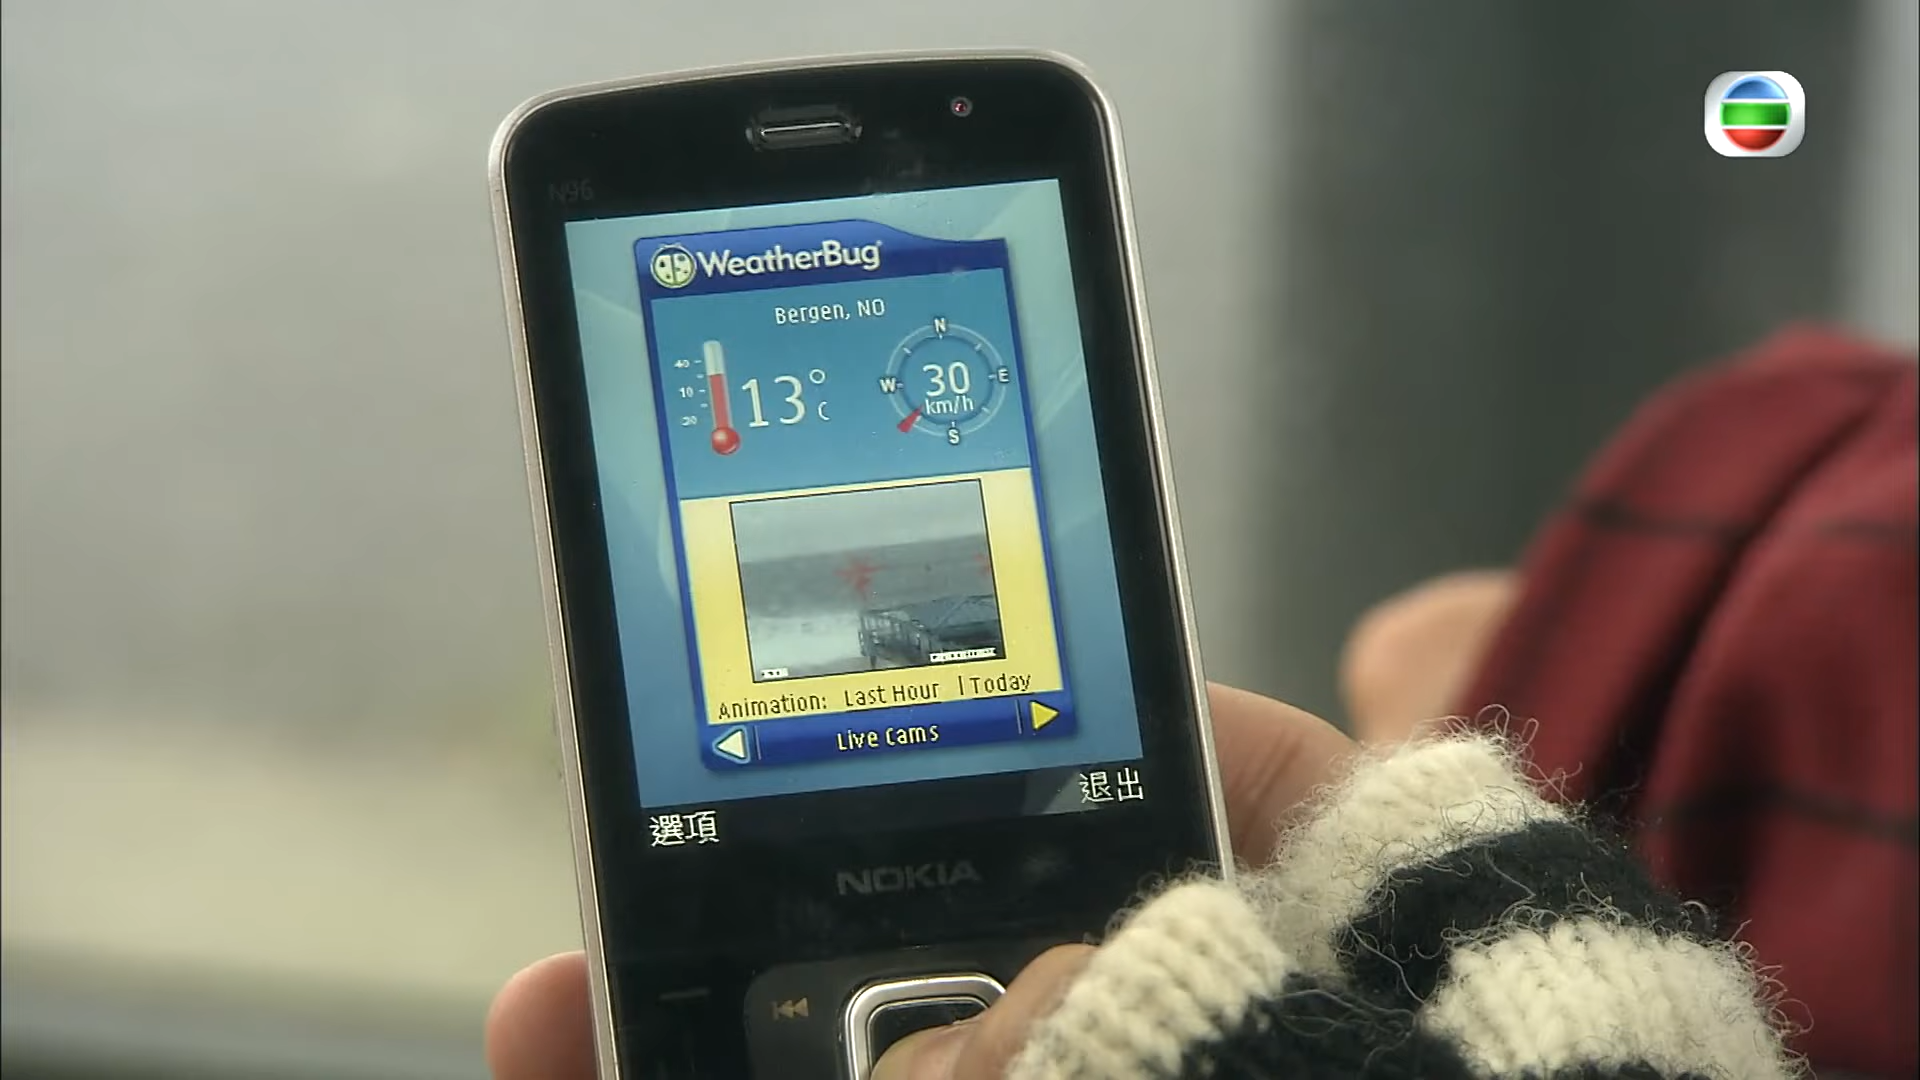 N96
WeatherBug
Bergen, NO
40
10
20
13°C
N
W
30
E
km/h
S
Animation: Last Hour | Today
Live Cams
選項
退出
NOKIA